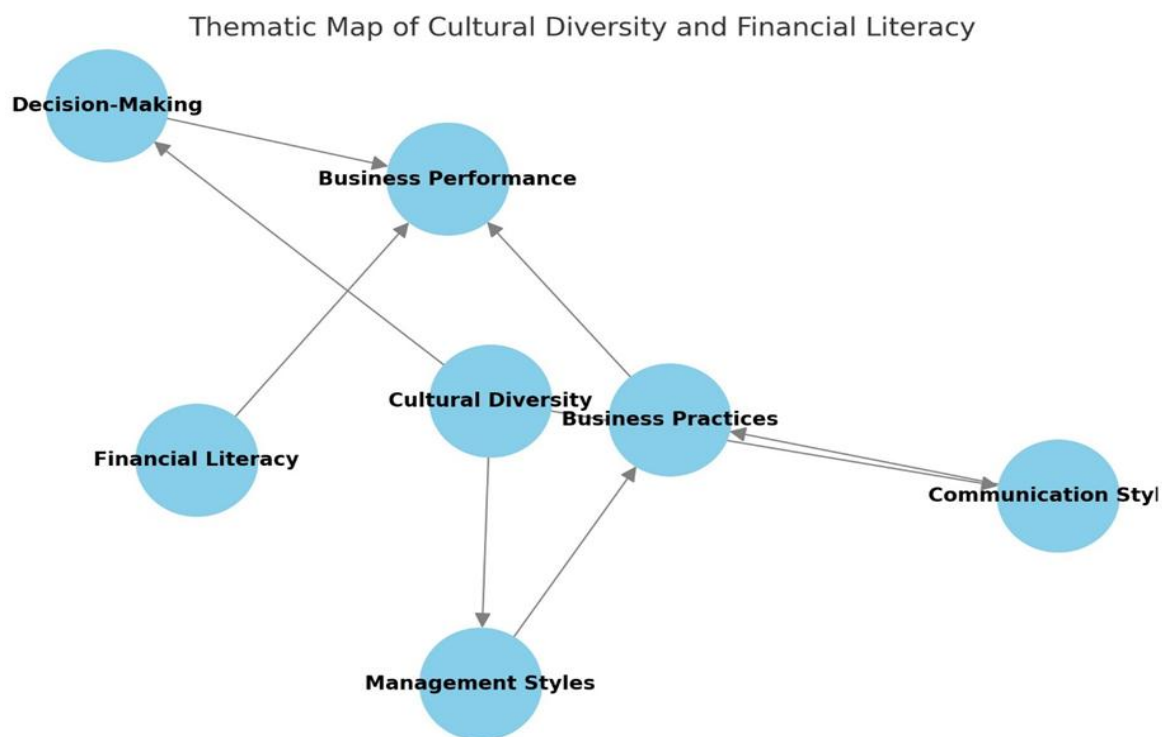 Thematic Map of Cultural Diversity and Financial Literacy
Decision-Making
Business Performance
Cultural Diversity
Business Practices
Financial Literacy
Communication Styl
Management Styles